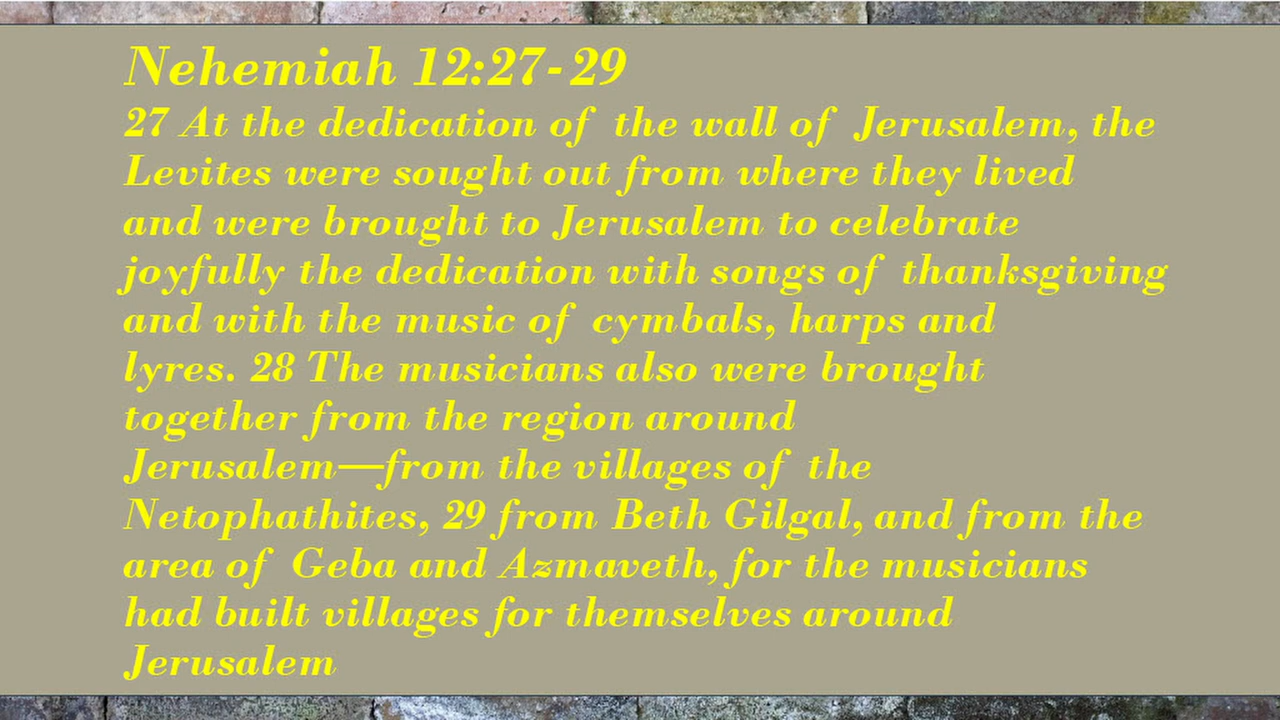 Nehemiah 12:27-29
27 At the dedication of the wall of Jerusalem, the
Levites were sought out from where they lived
and were brought to Jerusalem to celebrate
joyfully the dedication with songs of thanksgiving
and with the music of cymbals, harps and
lyres. 28 The musicians also were brought
together from the region around
Jerusalem—from the villages of the
Netophathites, 29 from Beth Gilgal, and from the
area of Geba and Azmaveth, for the musicians
had built villages for themselves around
Jerusalem